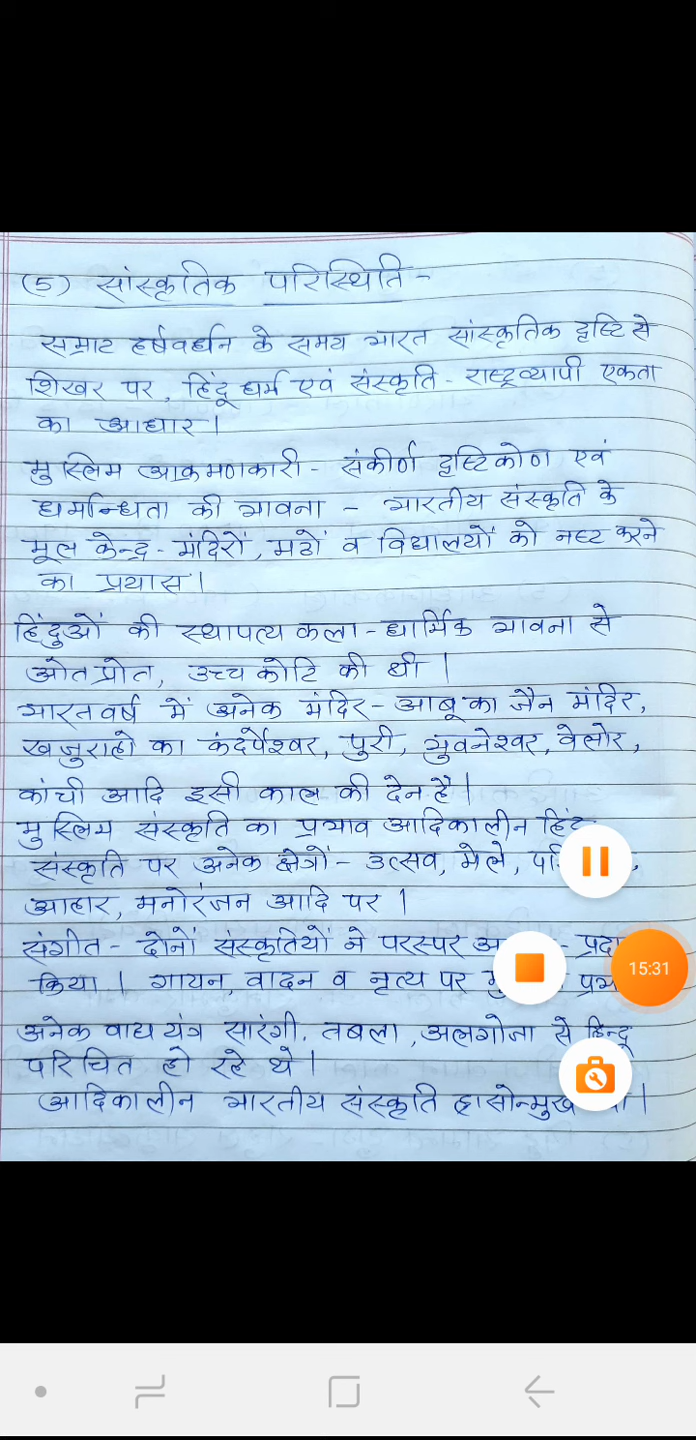 (5) सांस्कृतिक परिस्थिति -
सम्राट हर्षवर्धन के समय भारत सांस्कृतिक दृष्टि से
शिखर पर, हिंदू धर्म एवं संस्कृति - राष्ट्रव्यापी एकता
का आधार।
मुस्लिम आक्रमणकारी - संकीर्ण दृष्टिकोण एवं
धर्मान्धिता की भावना - भारतीय संस्कृति के
मूल केन्द्र - मंदिरों, मठों व विद्यालयों को नष्ट करने
का प्रयास।
हिंदुओं की स्थापत्य कला - धार्मिक भावना से
ओत प्रोत, उच्च कोटि की थी।
भारतवर्ष में अनेक मंदिर - आबू का जैन मंदिर,
खजुराहो का कंदर्पेश्वर, पुरी, भुवनेश्वर, वेलोर,
कांची आदि इसी काल की देन है।
मुस्लिम संस्कृति का प्रभाव आदिकालीन हिंदू
संस्कृति पर अनेक क्षेत्रों - उत्सव, मेले,
आहार, मनोरंजन आदि पर।
संगीत - दोनों संस्कृतियों ने परस्पर
किया। गायन, वादन व नृत्य पर
15:31
अनेक वाद्य यंत्र सारंगी, तबला, अलगोजा से हिन्दू
परिचित हो रहे थे।
आदिकालीन भारतीय संस्कृति ह्रासोन्मुख